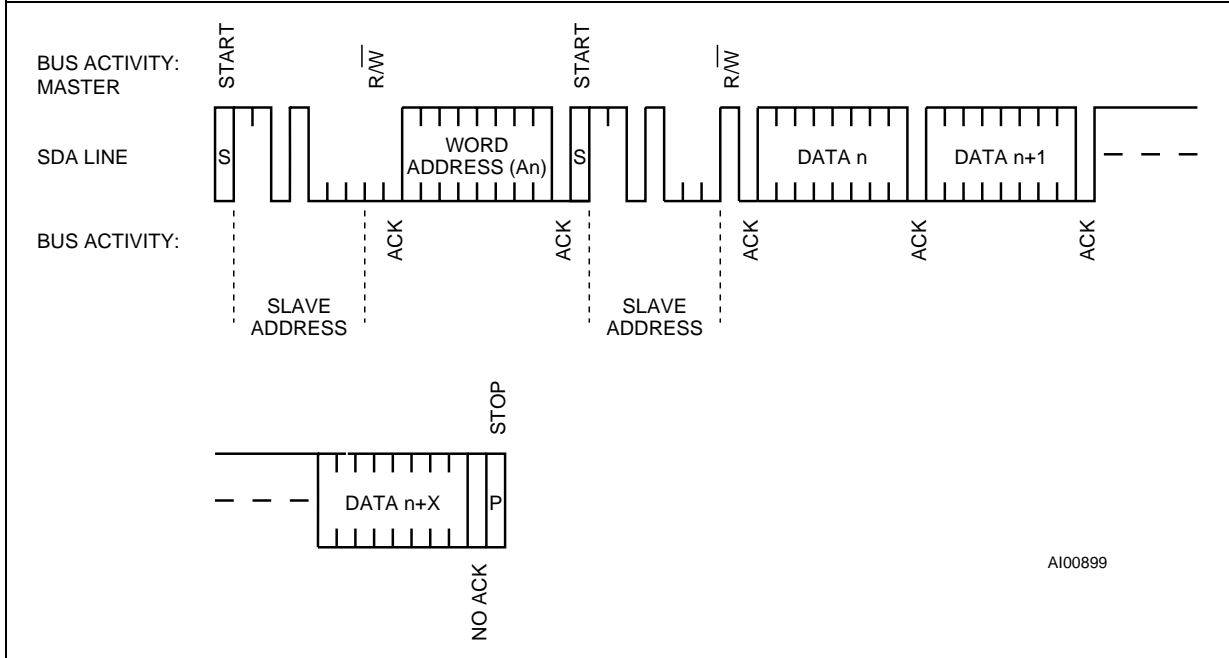 START
R/W
START
R/W
BUS ACTIVITY:
MASTER
SDA LINE
S
WORD
ADDRESS (An)
S
DATA n
DATA n+1
BUS ACTIVITY:
ACK
ACK
ACK
ACK
ACK
SLAVE
ADDRESS
SLAVE
ADDRESS
STOP
DATA n+X
P
NO ACK
AI00899